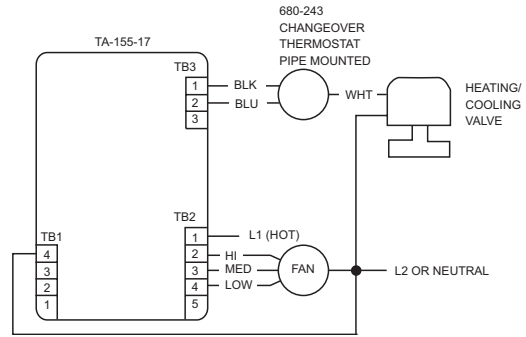 680-243
CHANGEOVER
THERMOSTAT
PIPE MOUNTED
TA-155-17
TB3
1 BLK
2 BLU
3
WHT
HEATING/
COOLING
VALVE
TB2
1 L1 (HOT)
2 HI
3 MED
4 LOW
5
FAN
L2 OR NEUTRAL
TB1
4
3
2
1